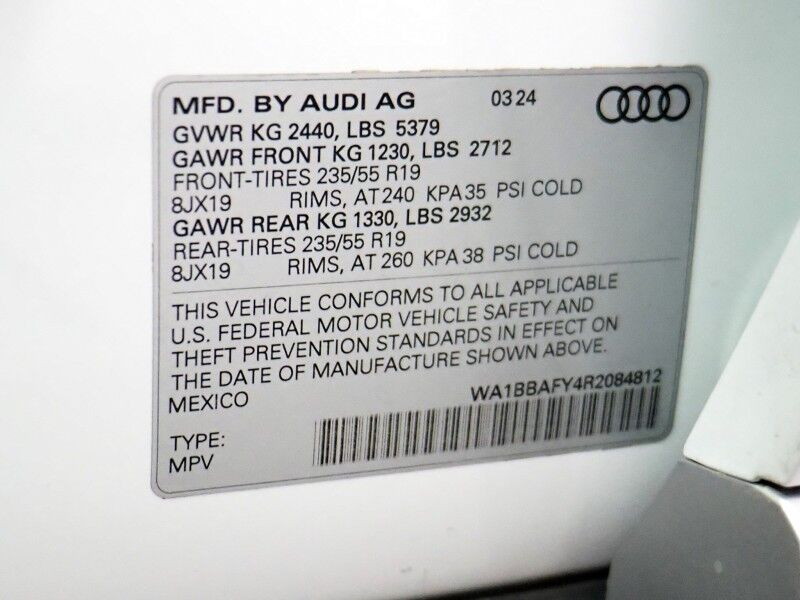 MFD. BY AUDI AG 03 24
GVWR KG 2440, LBS 5379
GAWR FRONT KG 1230, LBS 2712
FRONT-TIRES 235/55 R19
8JX19 RIMS, AT 240 KPA 35 PSI COLD
GAWR REAR KG 1330, LBS 2932
REAR-TIRES 235/55 R19
8JX19 RIMS, AT 260 KPA 38 PSI COLD
THIS VEHICLE CONFORMS TO ALL APPLICABLE
U.S. FEDERAL MOTOR VEHICLE SAFETY AND
THEFT PREVENTION STANDARDS IN EFFECT ON
THE DATE OF MANUFACTURE SHOWN ABOVE.
MEXICO WA1BBAFY4R2084812
TYPE:
MPV